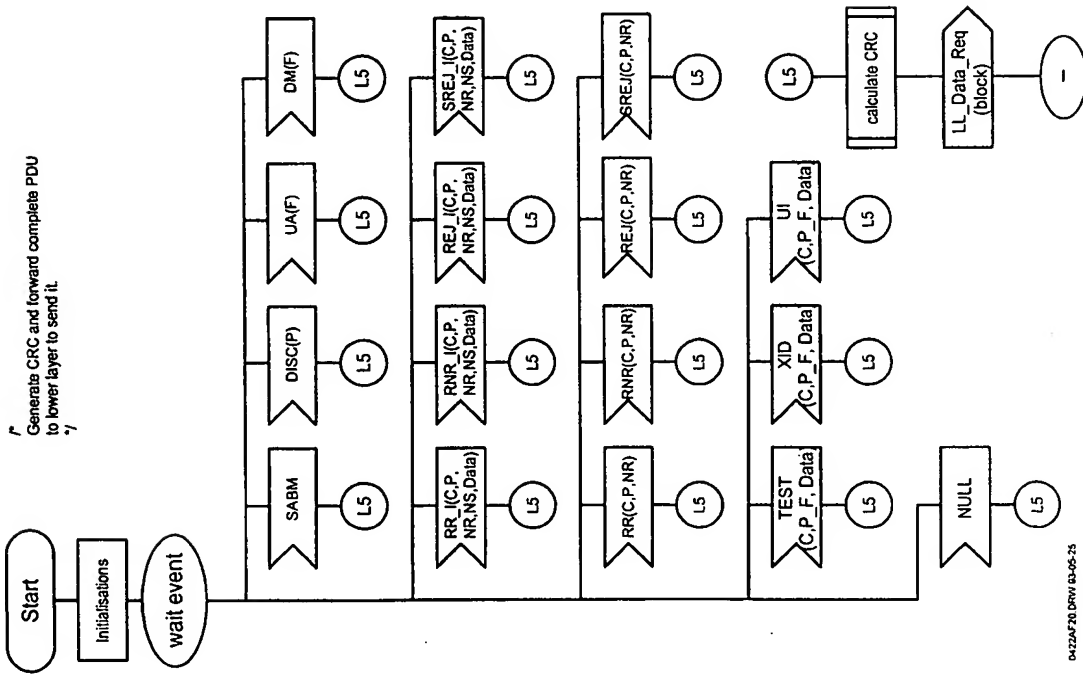 /*
Generate CRC and forward complete PDU
to lower layer to send it.
*/
Start
Initialisations
wait event
SABM
DISC(P)
UA(F)
DM(F)
L5
L5
L5
L5
RR_I(C,P,
NR,NS,Data)
RNR_I(C,P,
NR,NS,Data)
REJ_I(C,P,
NR,NS,Data)
SREJ_I(C,P,
NR,NS,Data)
L5
L5
L5
L5
RR(C,P,NR)
RNR(C,P,NR)
REJ(C,P,NR)
SREJ(C,P,NR)
L5
L5
L5
L5
TEST
(C,P_F, Data)
XID
(C,P_F, Data)
UI
(C,P_F, Data)
L5
L5
L5
NULL
L5
L5
calculate CRC
LL_Data_Req
(block)
-
D422AF20.DRW 93-05-25